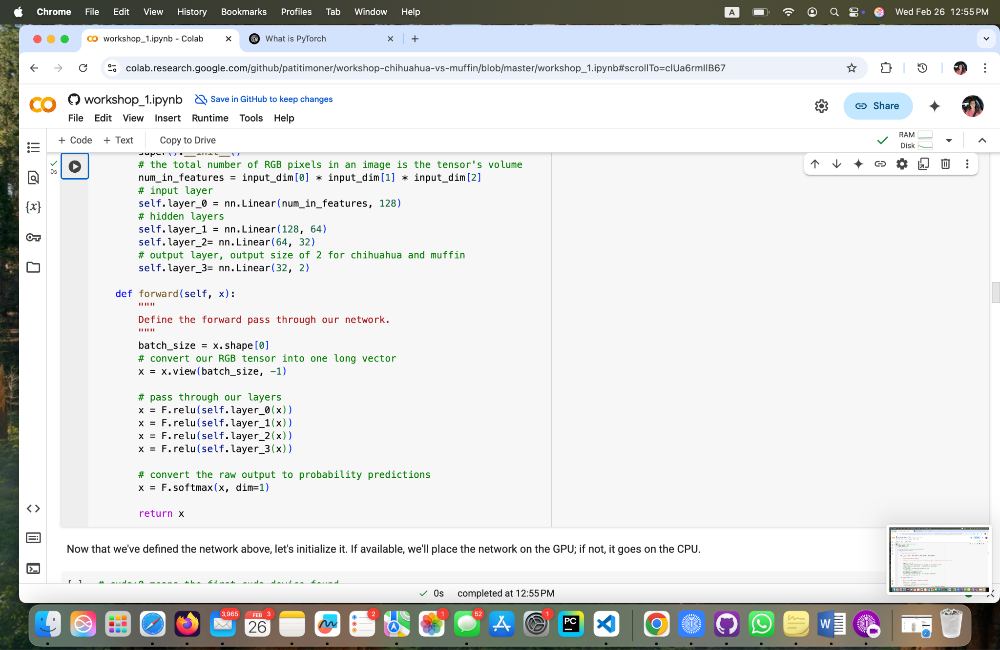 Chrome File Edit View History Bookmarks Profiles Tab Window Help A Wed Feb 26 12:55 PM
workshop_1.ipynb - Colab What is PyTorch
colab.research.google.com/github/patitimoner/workshop-chihuahua-vs-muffin/blob/master/workshop_1.ipynb#scrollTo=clUa6rmIlB67
workshop_1.ipynb Save in GitHub to keep changes
Share
File Edit View Insert Runtime Tools Help
+ Code + Text Copy to Drive
RAM
Disk
0s
super().__init__()
# the total number of RGB pixels in an image is the tensor's volume
num_in_features = input_dim[0] * input_dim[1] * input_dim[2]
# input layer
self.layer_0 = nn.Linear(num_in_features, 128)
# hidden layers
self.layer_1 = nn.Linear(128, 64)
self.layer_2= nn.Linear(64, 32)
# output layer, output size of 2 for chihuahua and muffin
self.layer_3= nn.Linear(32, 2)
def forward(self, x):
"""
Define the forward pass through our network.
"""
batch_size = x.shape[0]
# convert our RGB tensor into one long vector
x = x.view(batch_size, -1)
# pass through our layers
x = F.relu(self.layer_0(x))
x = F.relu(self.layer_1(x))
x = F.relu(self.layer_2(x))
x = F.relu(self.layer_3(x))
# convert the raw output to probability predictions
x = F.softmax(x, dim=1)
return x
Now that we've defined the network above, let's initialize it. If available, we'll place the network on the GPU; if not, it goes on the CPU.
[ ] # cuda:0 means the first cuda device found
0s completed at 12:55 PM
3,965 FEB 3 2 1 52 1
26 PC W